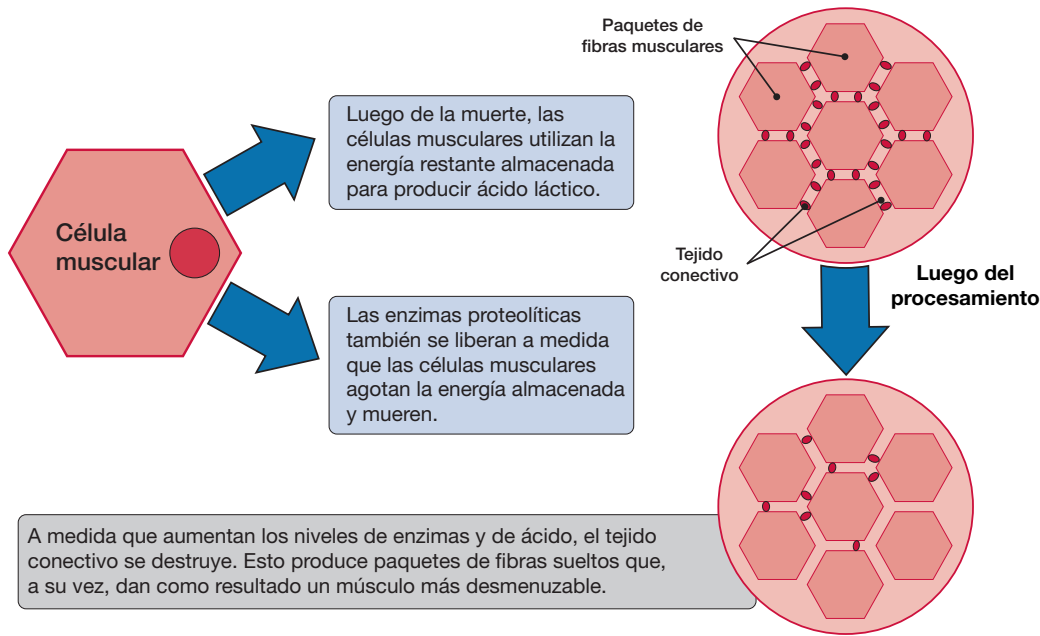 Paquetes de
fibras musculares
Luego de la muerte, las
células musculares utilizan la
energía restante almacenada
para producir ácido láctico.
Célula
muscular
Tejido
conectivo
Luego del
procesamiento
Las enzimas proteolíticas
también se liberan a medida
que las células musculares
agotan la energía almacenada
y mueren.
A medida que aumentan los niveles de enzimas y de ácido, el tejido
conectivo se destruye. Esto produce paquetes de fibras sueltos que,
a su vez, dan como resultado un músculo más desmenuzable.